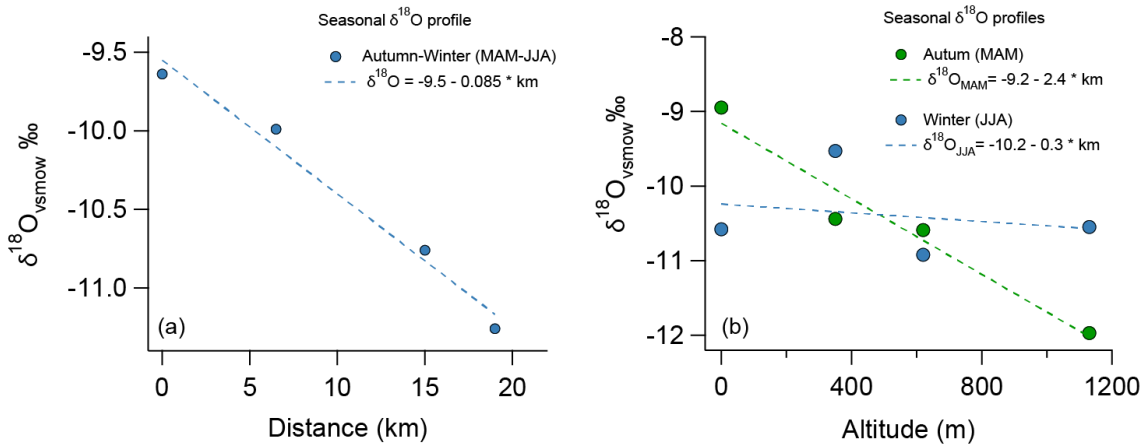 Seasonal δ¹⁸O profile
Autumn-Winter (MAM-JJA)
δ¹⁸O = -9.5 - 0.085 * km
δ¹⁸Oᵥₛₘₒw ‰
-9.5
-10.0
-10.5
-11.0
(a)
0 5 10 15 20
Distance (km)
Seasonal δ¹⁸O profiles
Autum (MAM)
δ¹⁸O_MAM= -9.2 - 2.4 * km
Winter (JJA)
δ¹⁸O_JJA= -10.2 - 0.3 * km
δ¹⁸Oᵥₛₘₒw ‰
-8
-9
-10
-11
-12
(b)
0 400 800 1200
Altitude (m)